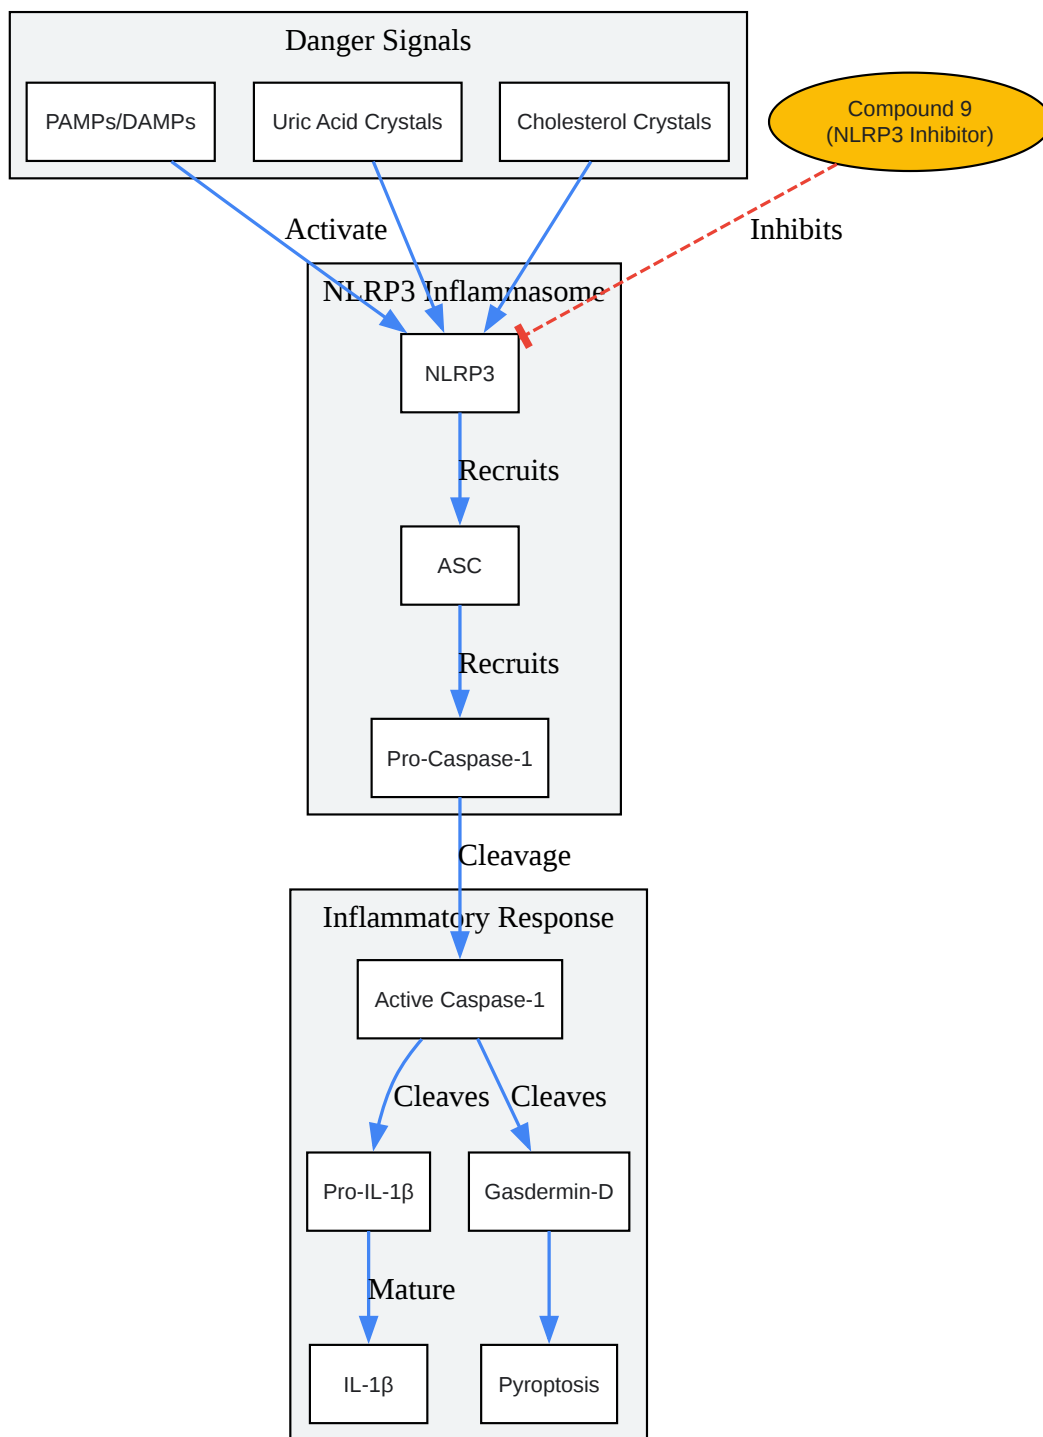 Danger Signals
PAMPs/DAMPs
Uric Acid Crystals
Cholesterol Crystals
Compound 9
(NLRP3 Inhibitor)
Activate
Inhibits
NLRP3 Inflammasome
NLRP3
Recruits
ASC
Recruits
Pro-Caspase-1
Cleavage
Inflammatory Response
Active Caspase-1
Cleaves
Cleaves
Pro-IL-1β
Gasdermin-D
Mature
IL-1β
Pyroptosis